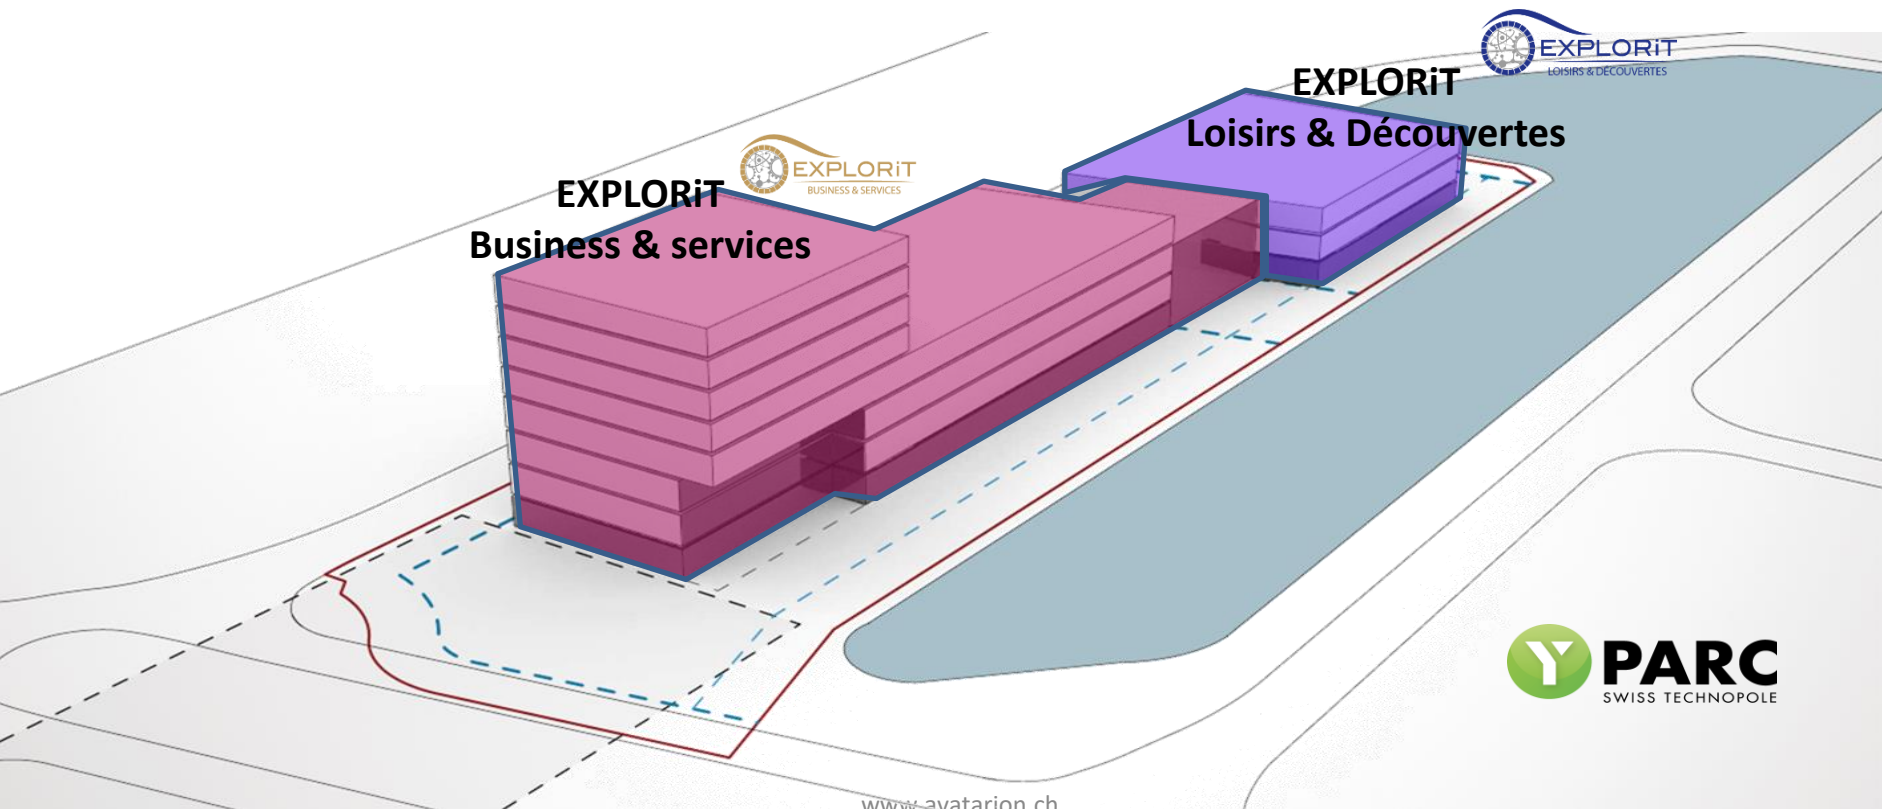 EXPLORiT
LOISIRS & DÉCOUVERTES
EXPLORiT
Loisirs & Découvertes
EXPLORiT
BUSINESS & SERVICES
EXPLORiT
Business & services
Y PARC
SWISS TECHNOPOLE
www.avatarion.ch